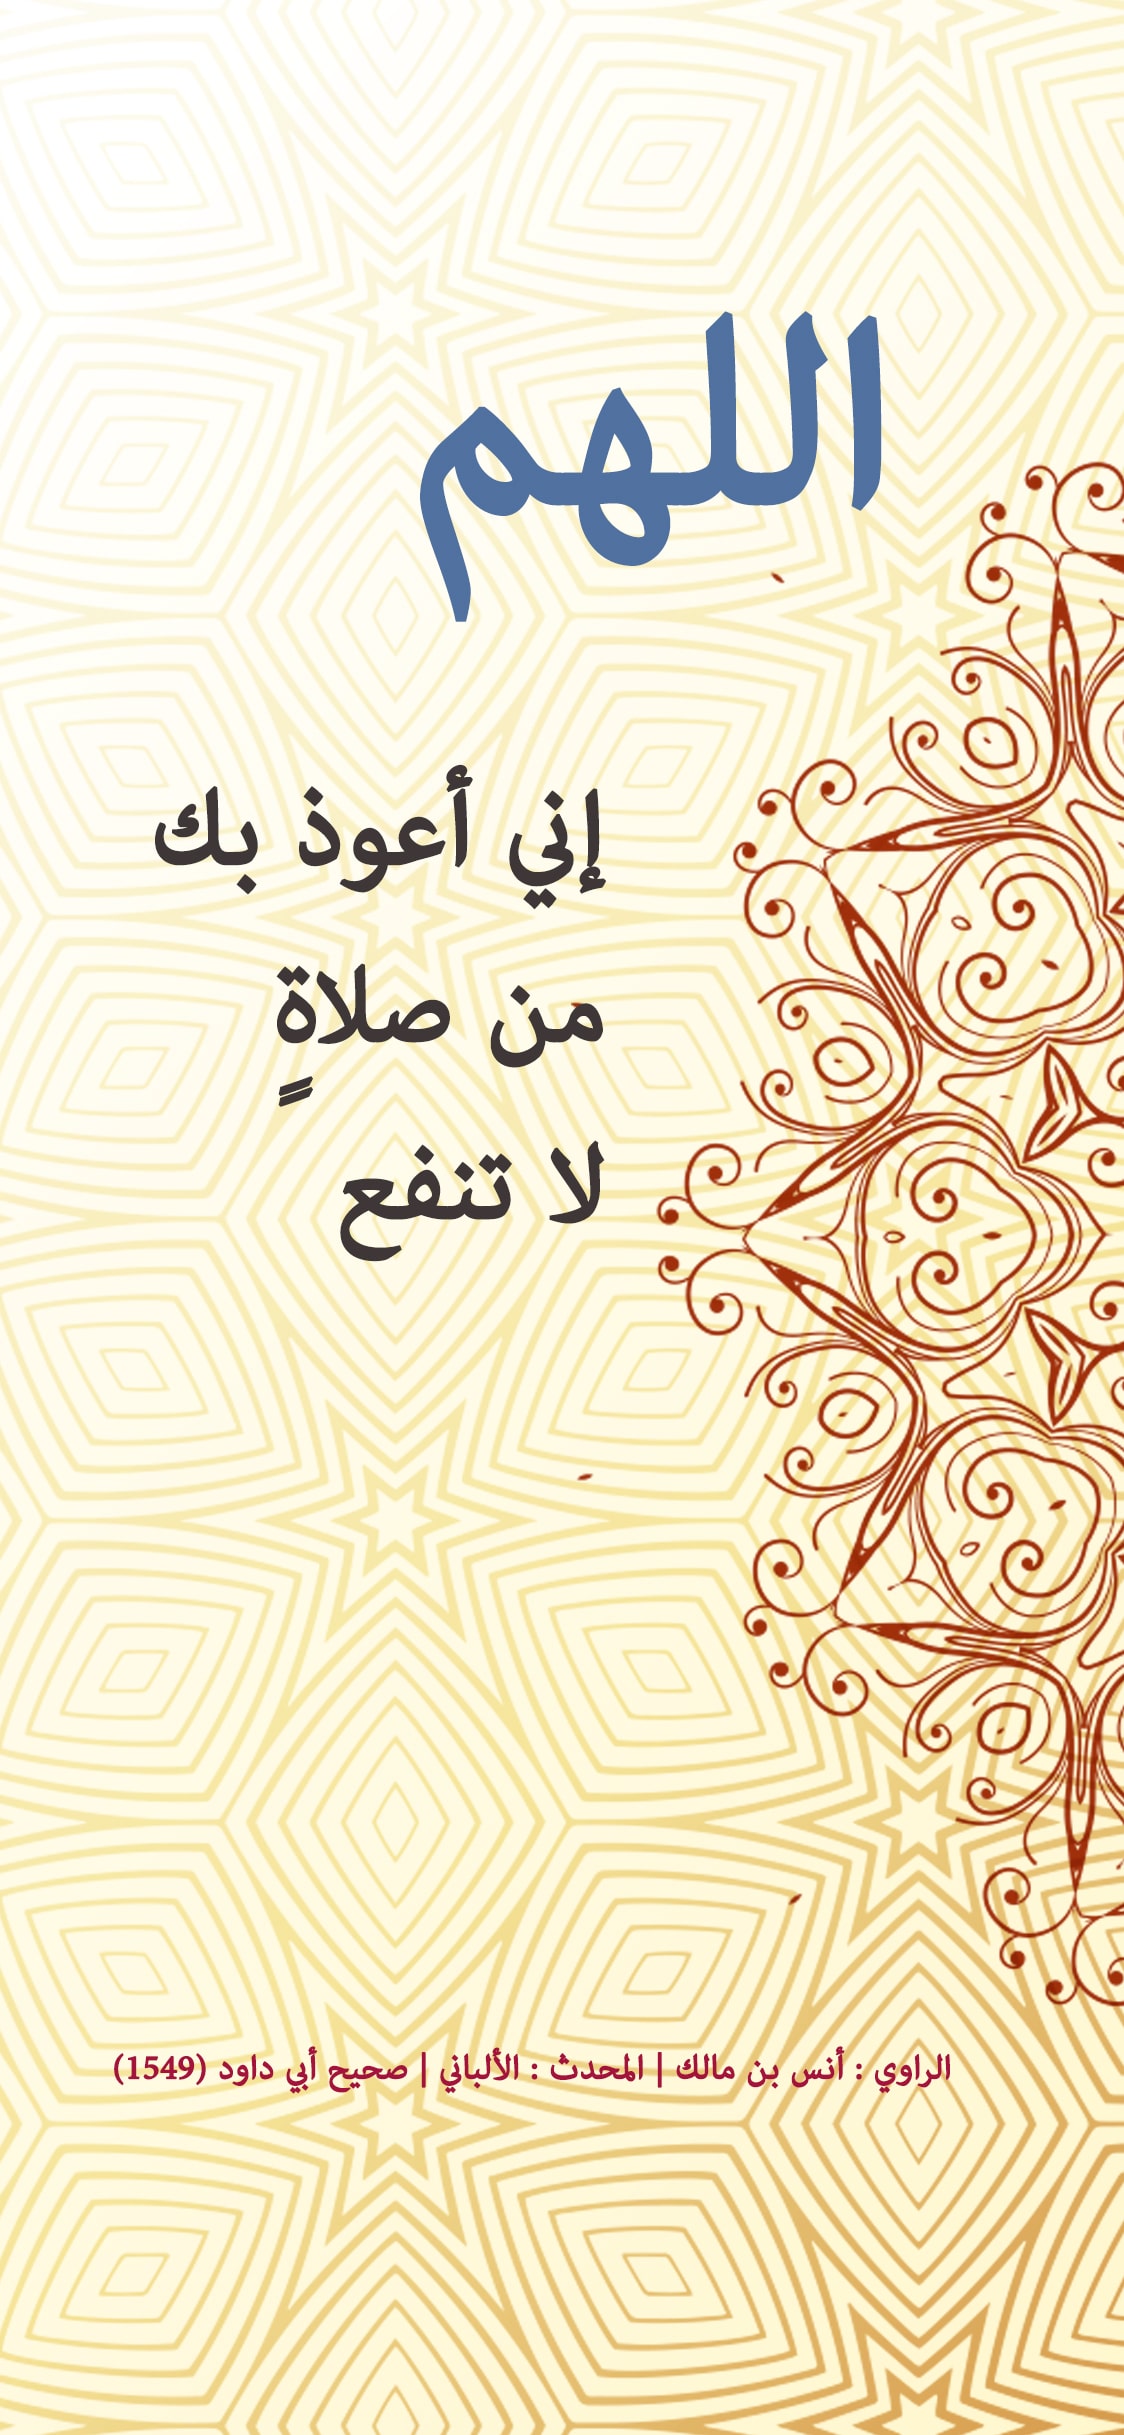 اللهم
إني أعوذ بك
من صلاةٍ
لا تنفع
الراوي : أنس بن مالك | المحدث : الألباني | صحيح أبي داود (1549)